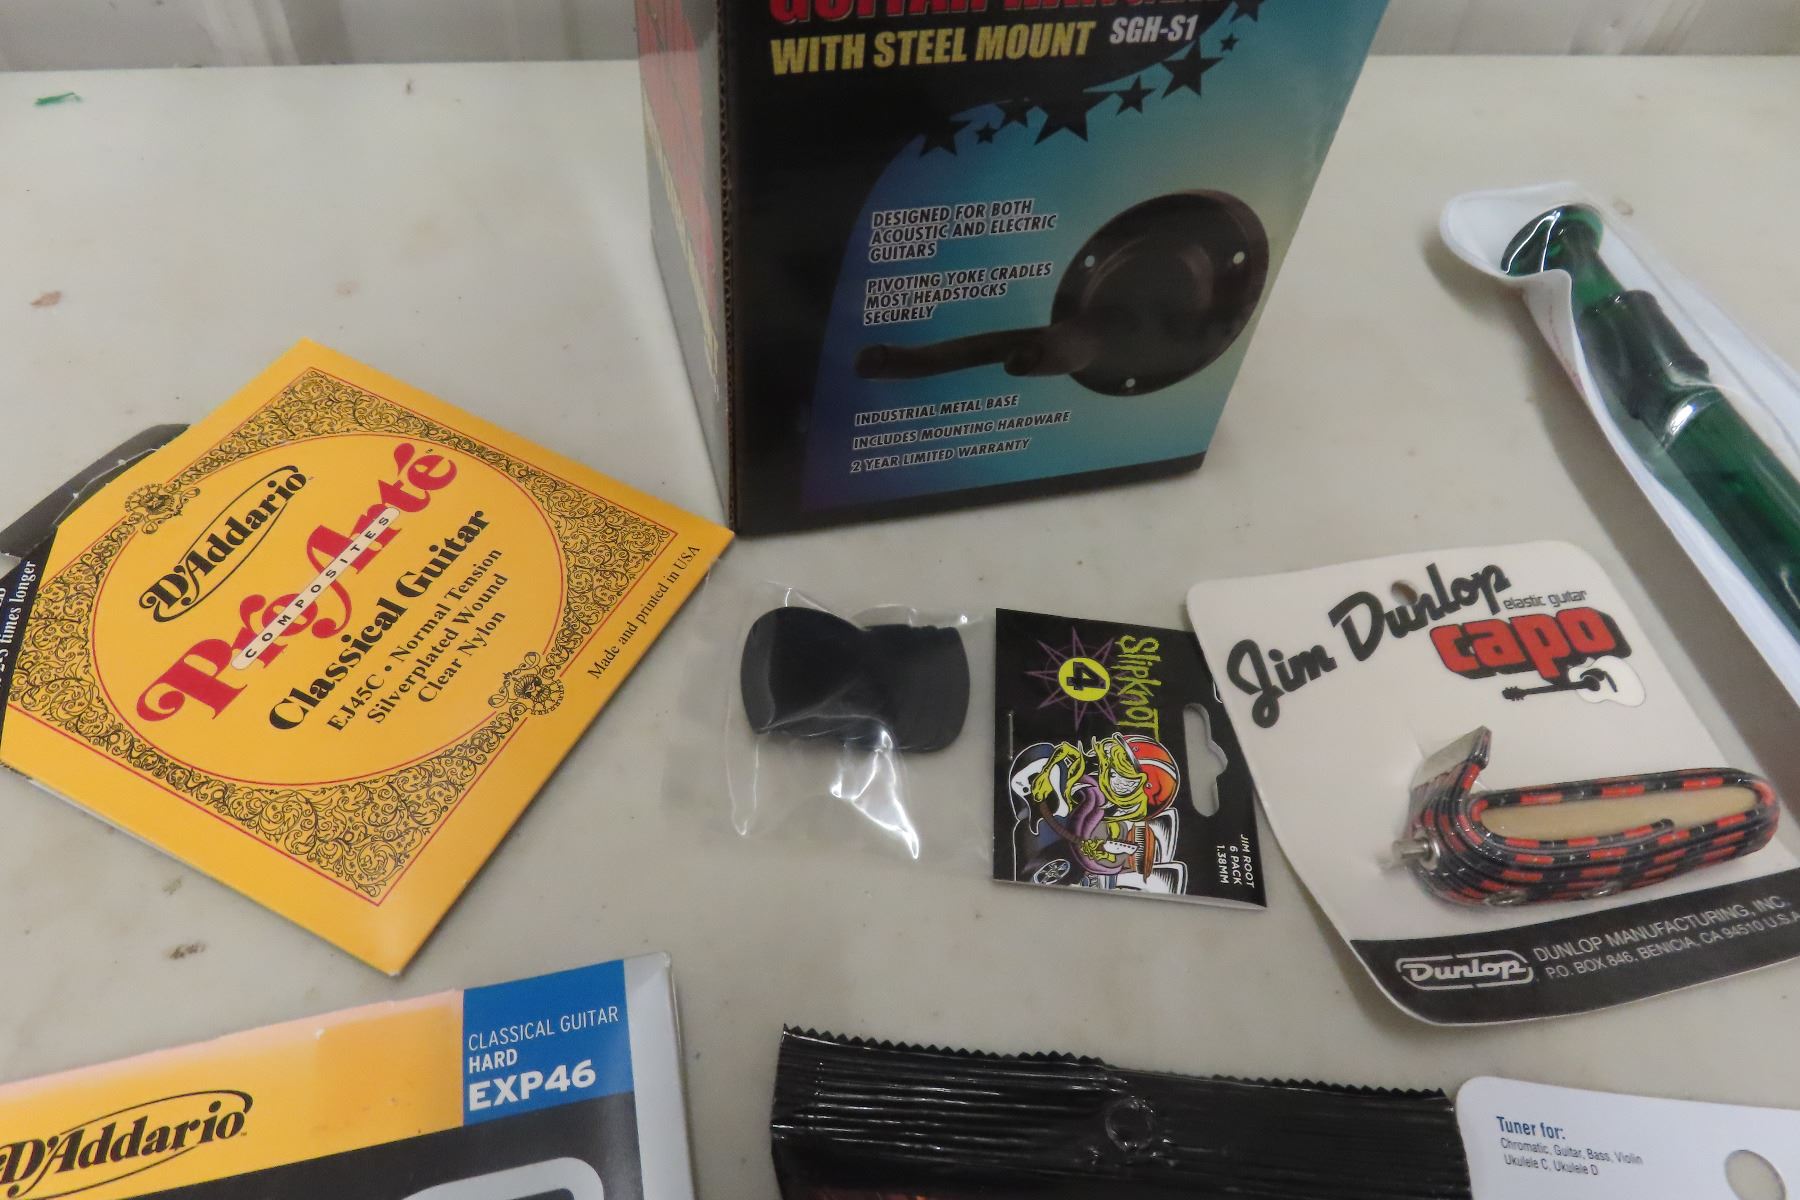 WITH STEEL MOUNT SGH-S1
DESIGNED FOR BOTH
ACOUSTIC AND ELECTRIC
GUITARS
PIVOTING YOKE CRADLES
MOST HEADSTOCKS
SECURELY
INDUSTRIAL METAL BASE
INCLUDES MOUNTING HARDWARE
2 YEAR LIMITED WARRANTY
times longer
D'Addario
Pro Arté
COMPOSITES
Classical Guitar
EJ45C • Normal Tension
Silverplated Wound
Clear Nylon
Made and printed in USA
SlipKnoT
4
JIM ROOT
6 PACK
1.38MM
Jim Dunlop
elastic guitar
capo
Dunlop
DUNLOP MANUFACTURING, INC.
P.O. BOX 846, BENICIA, CA 94510 U.S.A
CLASSICAL GUITAR
HARD
EXP46
D'Addario
Tuner for:
Chromatic, Guitar, Bass, Violin
Ukulele C, Ukulele D